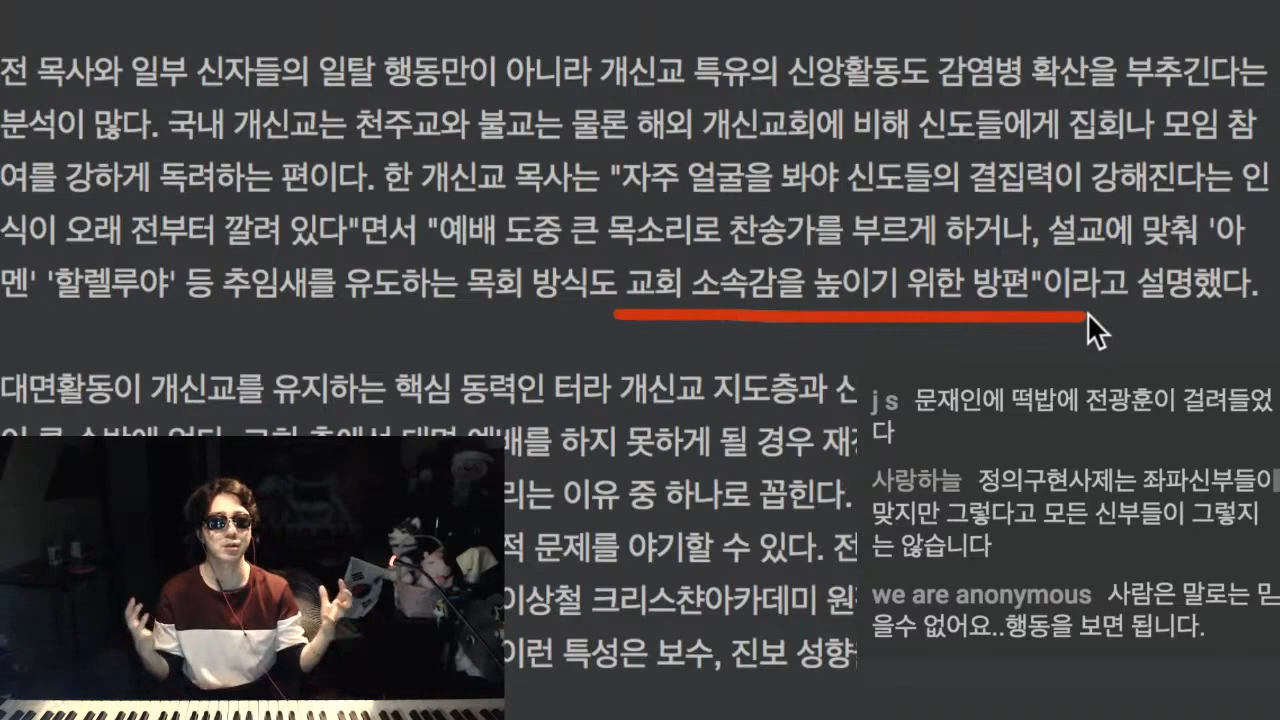 전 목사와 일부 신자들의 일탈 행동만이 아니라 개신교 특유의 신앙활동도 감염병 확산을 부추긴다는
분석이 많다. 국내 개신교는 천주교와 불교는 물론 해외 개신교회에 비해 신도들에게 집회나 모임 참
여를 강하게 독려하는 편이다. 한 개신교 목사는 "자주 얼굴을 봐야 신도들의 결집력이 강해진다는 인
식이 오래 전부터 깔려 있다"면서 "예배 도중 큰 목소리로 찬송가를 부르게 하거나, 설교에 맞춰 '아
멘' '할렐루야' 등 추임새를 유도하는 목회 방식도 교회 소속감을 높이기 위한 방편"이라고 설명했다.
대면활동이 개신교를 유지하는 핵심 동력인 터라 개신교 지도층과
하지 못하게 될 경우
리는 이유 중 하나로 꼽힌다.
적 문제를 야기할 수 있다. 전
이상철 크리스챤아카데미 원
이런 특성은 보수, 진보 성향
j s 문재인에 떡밥에 전광훈이 걸려들었
다
사랑하늘 정의구현사제는 좌파신부들이
맞지만 그렇다고 모든 신부들이 그렇지
는 않습니다
we are anonymous 사람은 말로는 믿
을수 없어요..행동을 보면 됩니다.